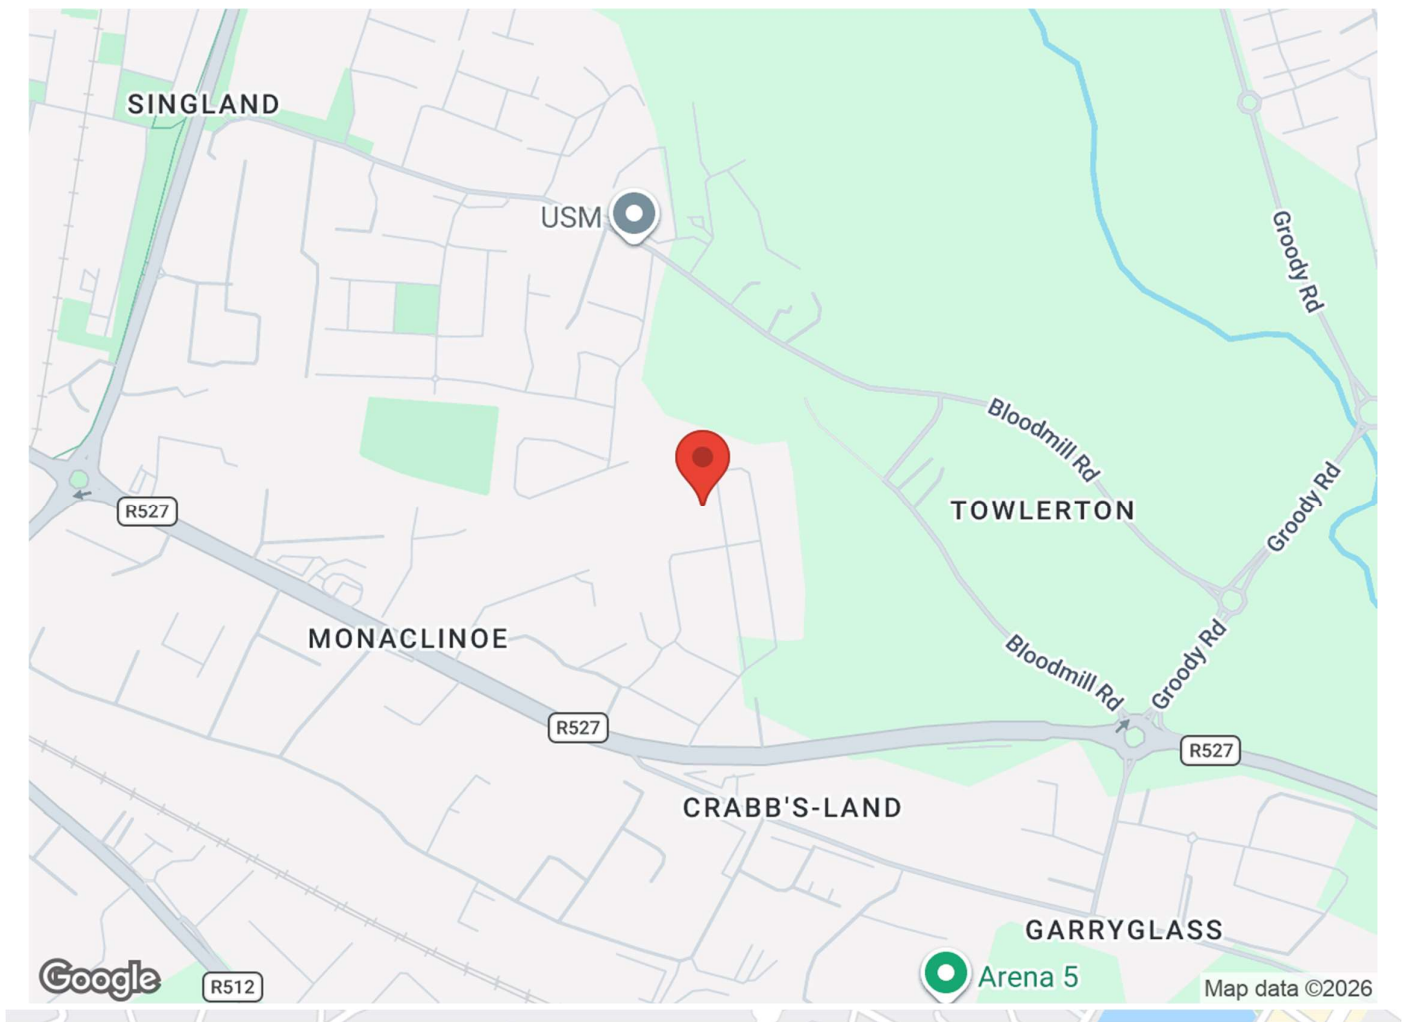 SINGLAND
USM
Groody Rd
Bloodmill Rd
TOWLERTON
Groody Rd
R527
MONACLINOE
Bloodmill Rd
Groody Rd
R527
R527
CRABB'S-LAND
GARRYGLASS
Arena 5
Google
R512
Map data ©2026